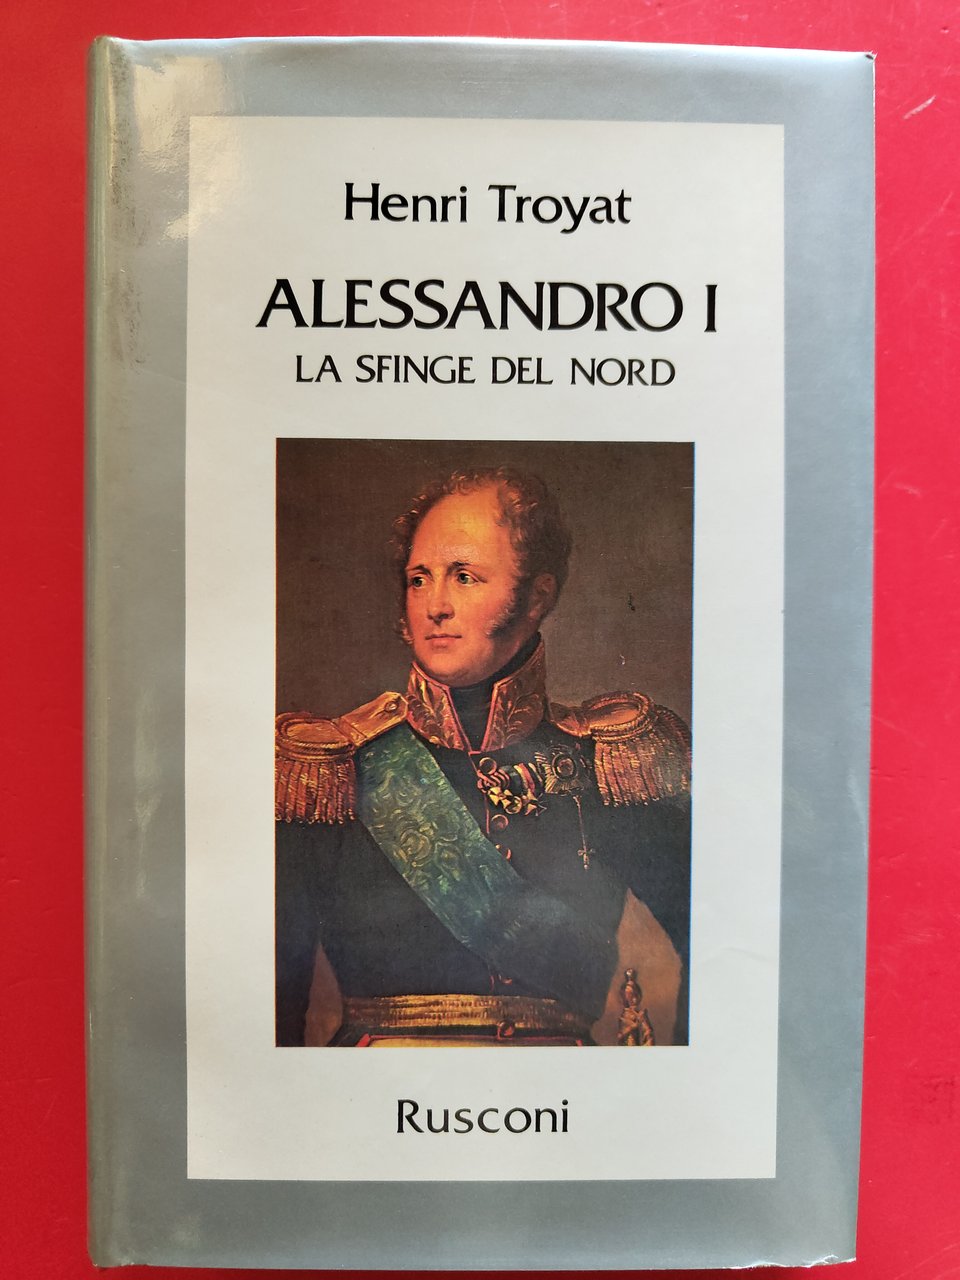 Henri Troyat
ALESSANDRO I
LA SFINGE DEL NORD
Rusconi